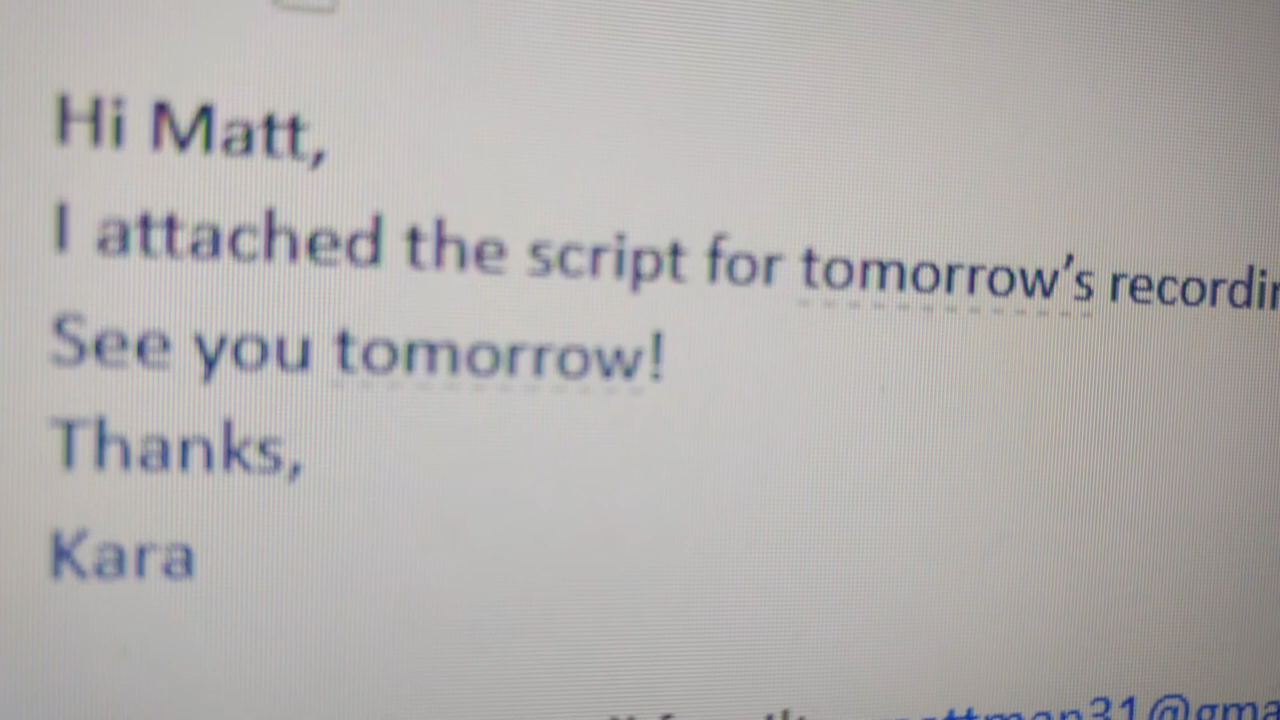 Hi Matt,
I attached the script for tomorrow's
See you tomorrow!
Thanks,
Kara